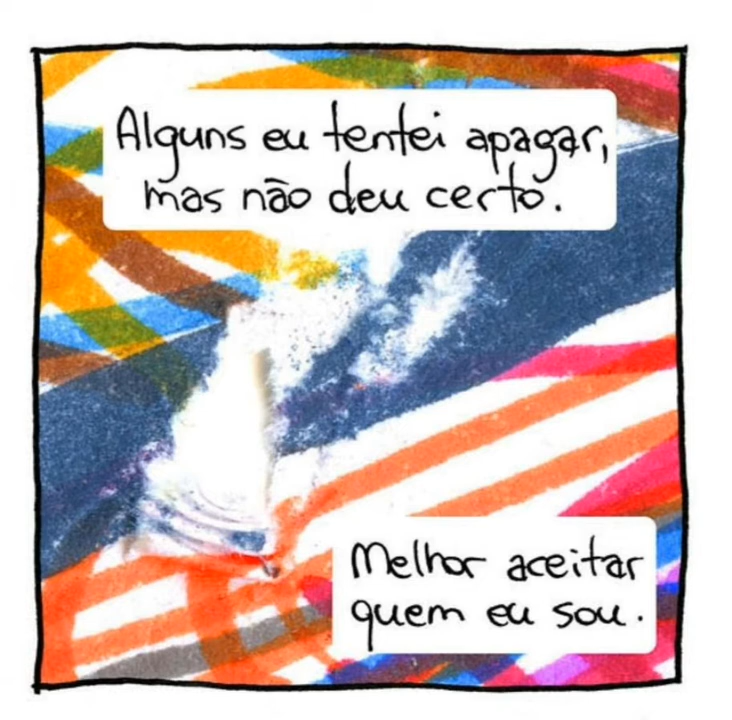 Alguns eu tentei apagar,
mas não deu certo.
Melhor aceitar
quem eu sou.